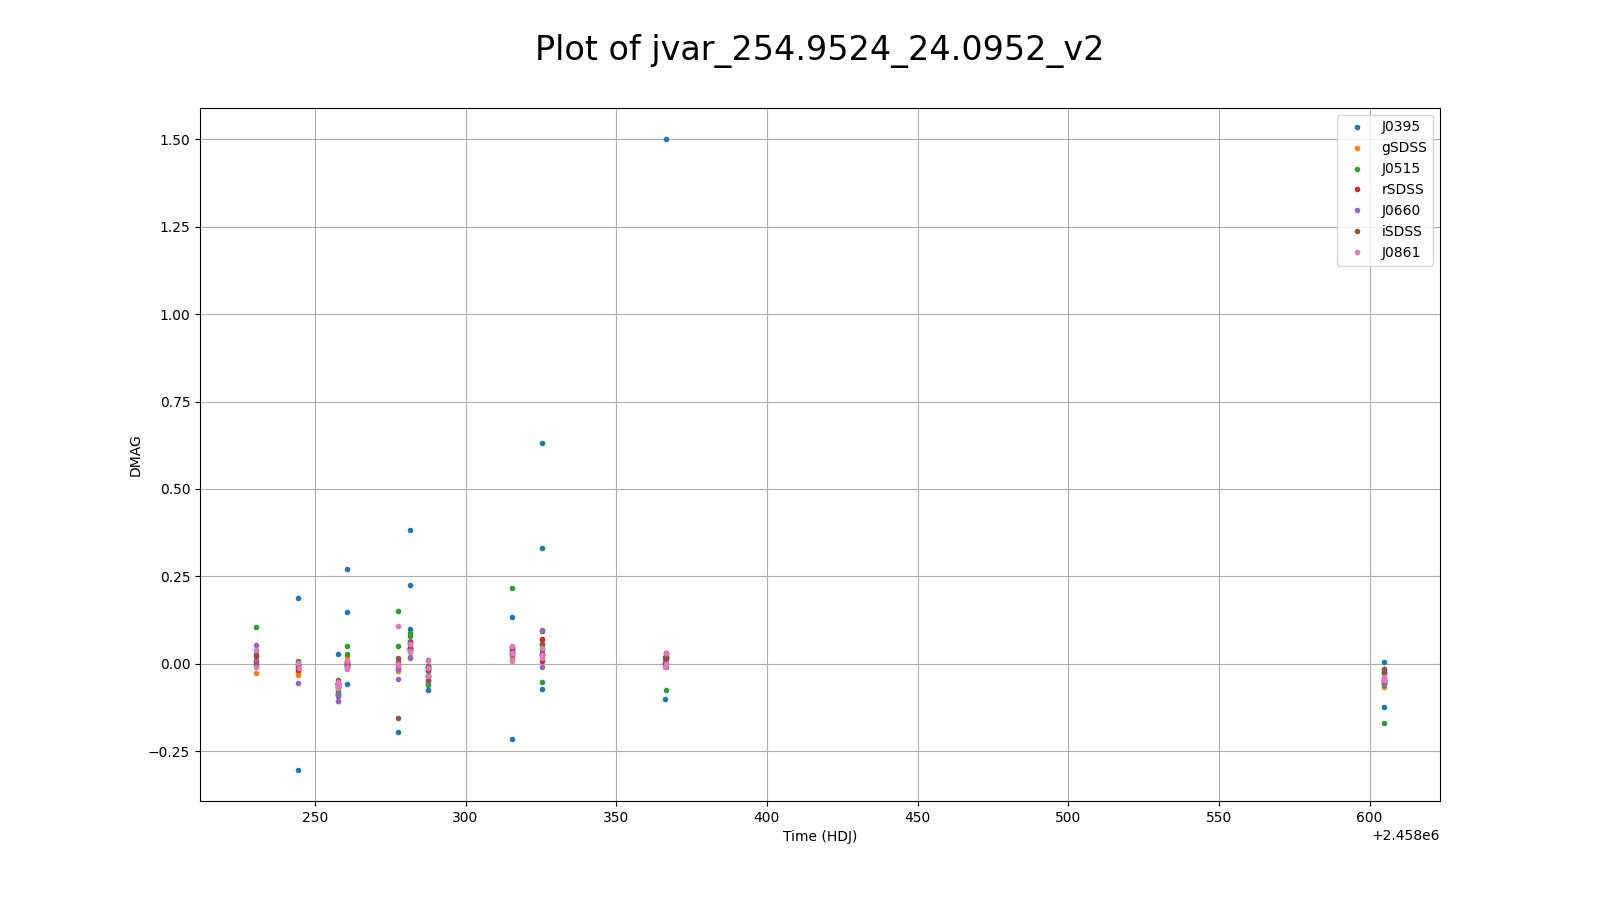 Plot of jvar_254.9524_24.0952_v2
J0395
gSDSS
J0515
rSDSS
J0660
iSDSS
J0861
1.50
1.25
1.00
0.75
0.50
0.25
0.00
−0.25
DMAG
250 300 350 400 450 500 550 600
Time (HDJ)
+2.458e6